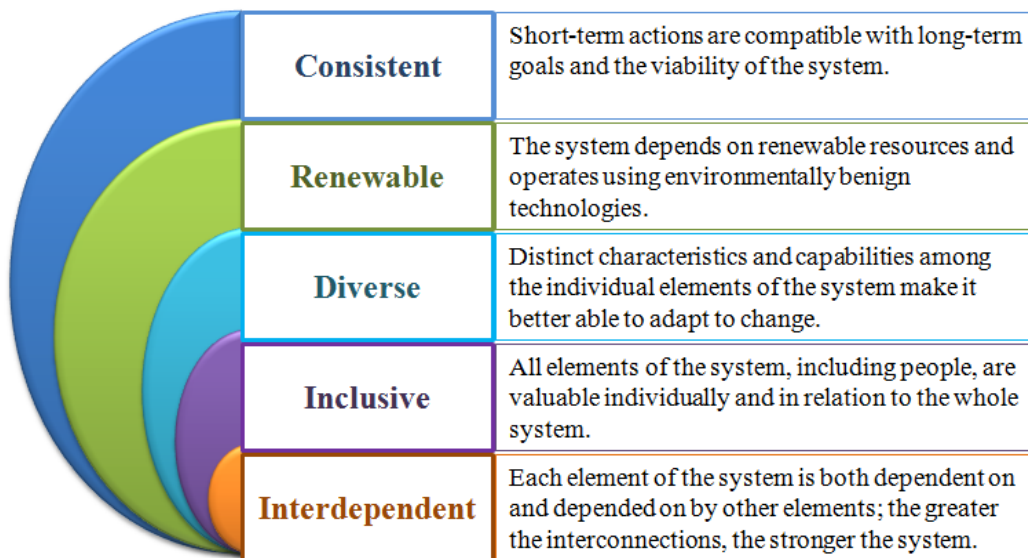 Consistent
Short-term actions are compatible with long-term
goals and the viability of the system.
Renewable
The system depends on renewable resources and
operates using environmentally benign
technologies.
Diverse
Distinct characteristics and capabilities among
the individual elements of the system make it
better able to adapt to change.
Inclusive
All elements of the system, including people, are
valuable individually and in relation to the whole
system.
Interdependent
Each element of the system is both dependent on
and depended on by other elements; the greater
the interconnections, the stronger the system.